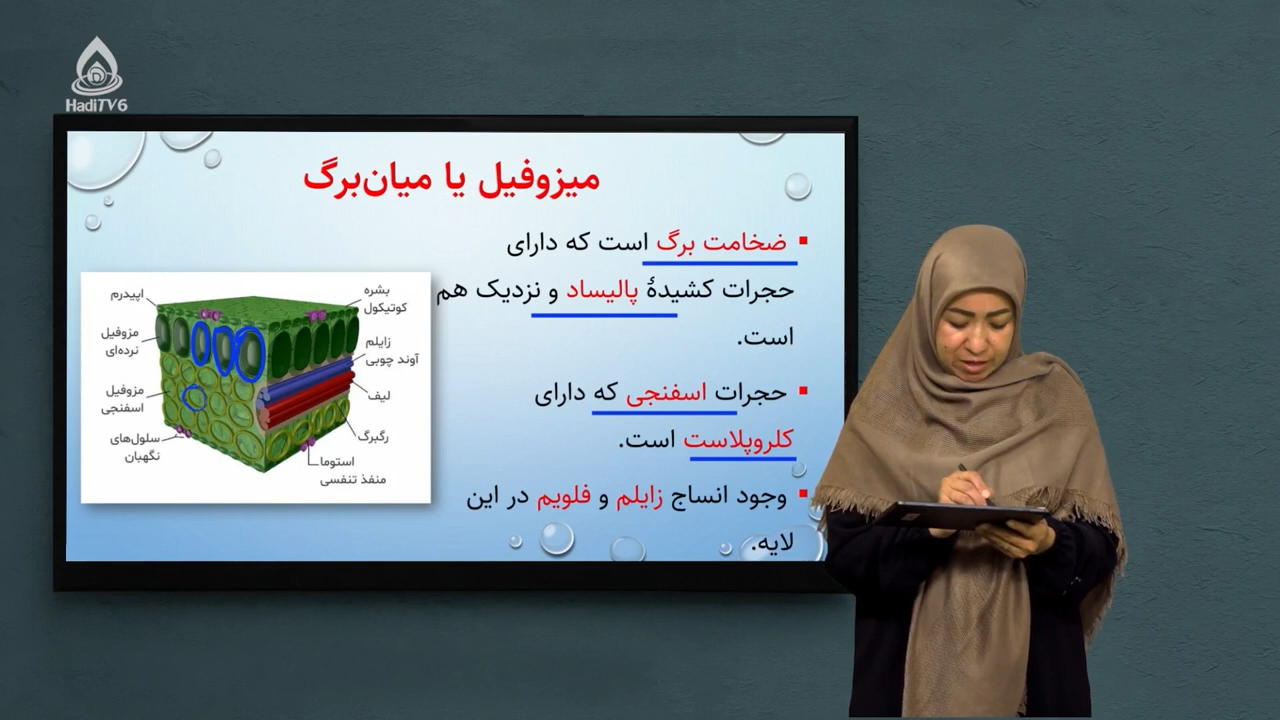 HadiTV6
میزوفیل یا میان‌برگ
ضخامت برگ است که دارای
حجرات کشیدهٔ پالیساد و نزدیک هم
است.
حجرات اسفنجی که دارای
کلروپلاست است.
وجود انساج زایلم و فلویم در این
لایه.
بشره
کوتیکول
زایلم
آوند چوبی
لیف
رگبرگ
استوما
منفذ تنفسی
اپیدرم
مزوفیل
نرده‌ای
مزوفیل
اسفنجی
سلول‌های
نگهبان